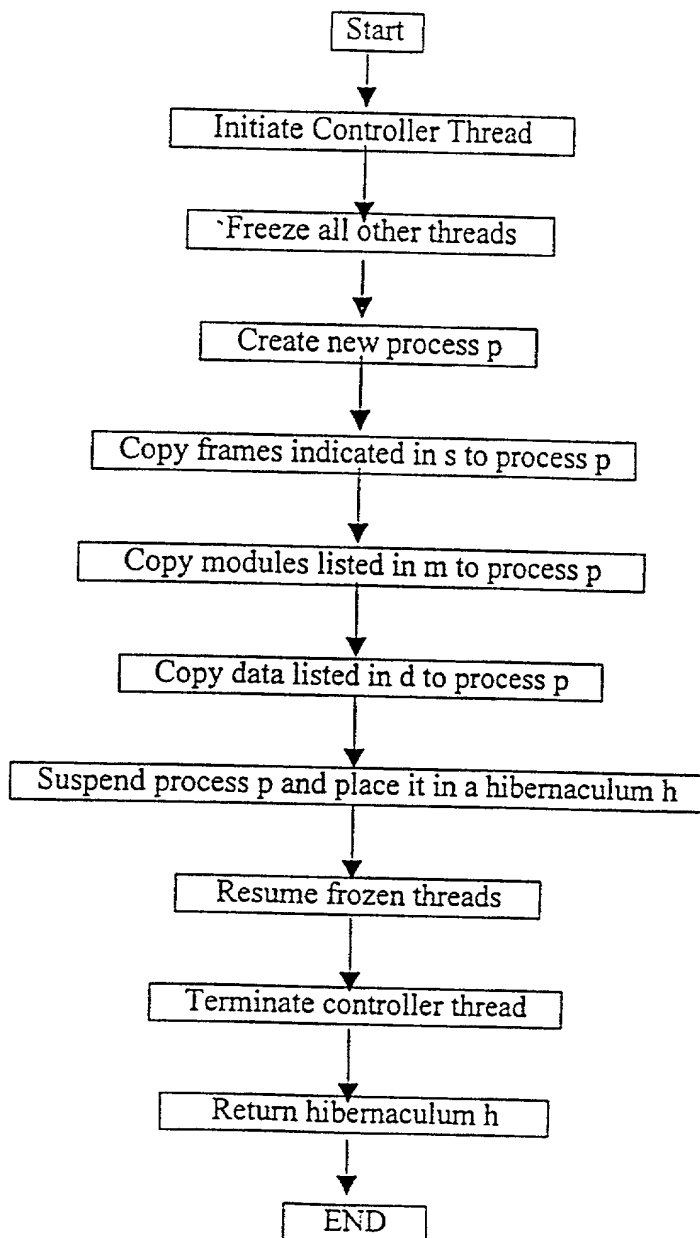 Start
Initiate Controller Thread
Freeze all other threads
Create new process p
Copy frames indicated in s to process p
Copy modules listed in m to process p
Copy data listed in d to process p
Suspend process p and place it in a hibernaculum h
Resume frozen threads
Terminate controller thread
Return hibernaculum h
END